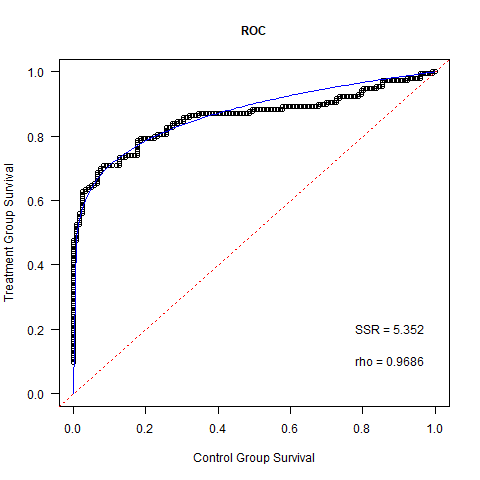 ROC
Treatment Group Survival
1.0
0.8
0.6
0.4
0.2
0.0
SSR = 5.352
rho = 0.9686
0.0 0.2 0.4 0.6 0.8 1.0
Control Group Survival